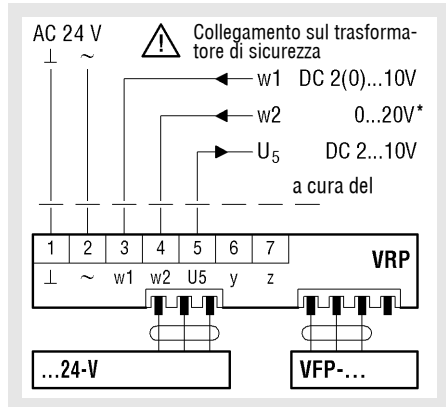 AC 24 V
⊥ ~
Collegamento sul trasforma-
tore di sicurezza
w1 DC 2(0)...10V
w2 0...20V*
U5 DC 2...10V
a cura del
1 2 3 4 5 6 7
VRP
⊥ ~ w1 w2 U5 y z
...24-V
VFP-...